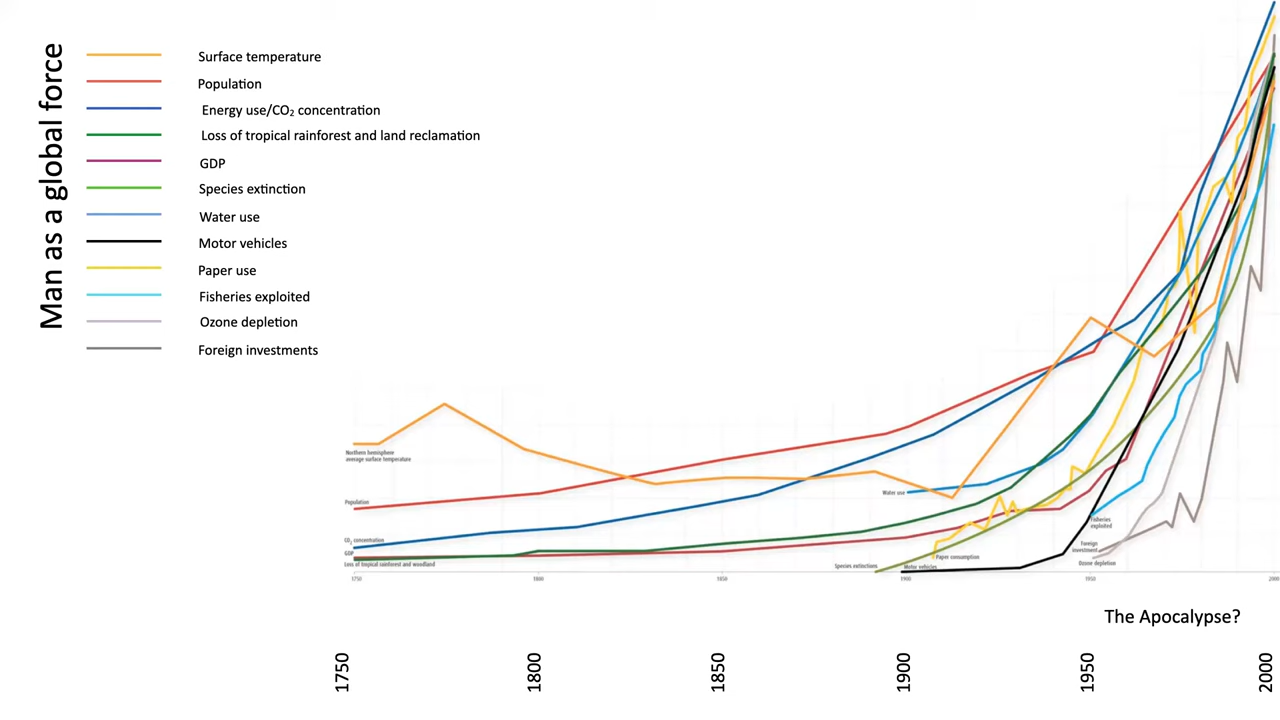 Man as a global force
Surface temperature
Population
Energy use/CO₂ concentration
Loss of tropical rainforest and land reclamation
GDP
Species extinction
Water use
Motor vehicles
Paper use
Fisheries exploited
Ozone depletion
Foreign investments
Northern hemisphere
average surface temperature
Population
CO₂ concentration
GDP
Loss of tropical rainforest and woodland
Water use
Species extinctions
Paper consumption
Motor vehicles
Fisheries
exploited
Foreign
investment
Ozone depletion
1750
1800
1850
1900
1950
2000
The Apocalypse?
1750
1800
1850
1900
1950
2000